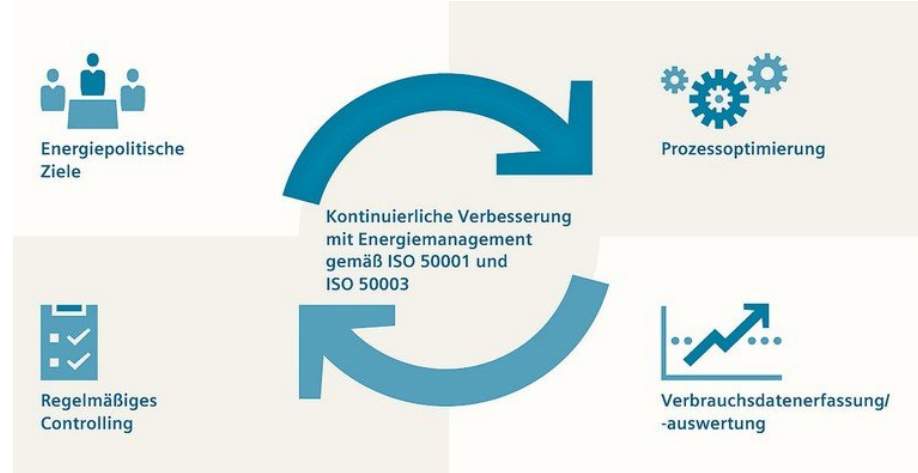 Energiepolitische
Ziele
Prozessoptimierung
Kontinuierliche Verbesserung
mit Energiemanagement
gemäß ISO 50001 und
ISO 50003
Regelmäßiges
Controlling
Verbrauchsdatenerfassung/
-auswertung